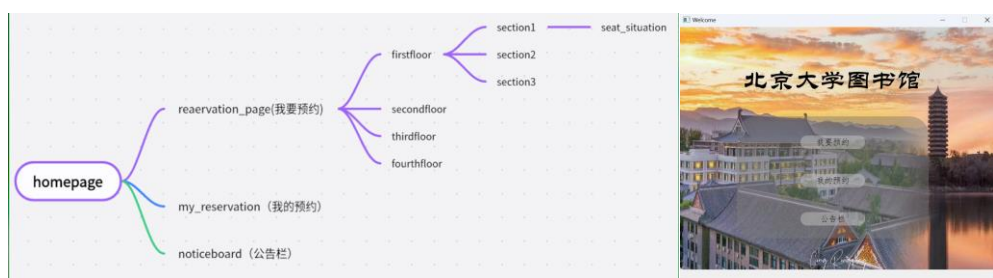 section1
seat_situation
firstfloor
section2
section3
reaervation_page(我要预约)
secondfloor
thirdfloor
fourthfloor
homepage
my_reservation（我的预约）
noticeboard（公告栏）
Welcome
北京大学图书馆
我要预约
我的预约
公告栏